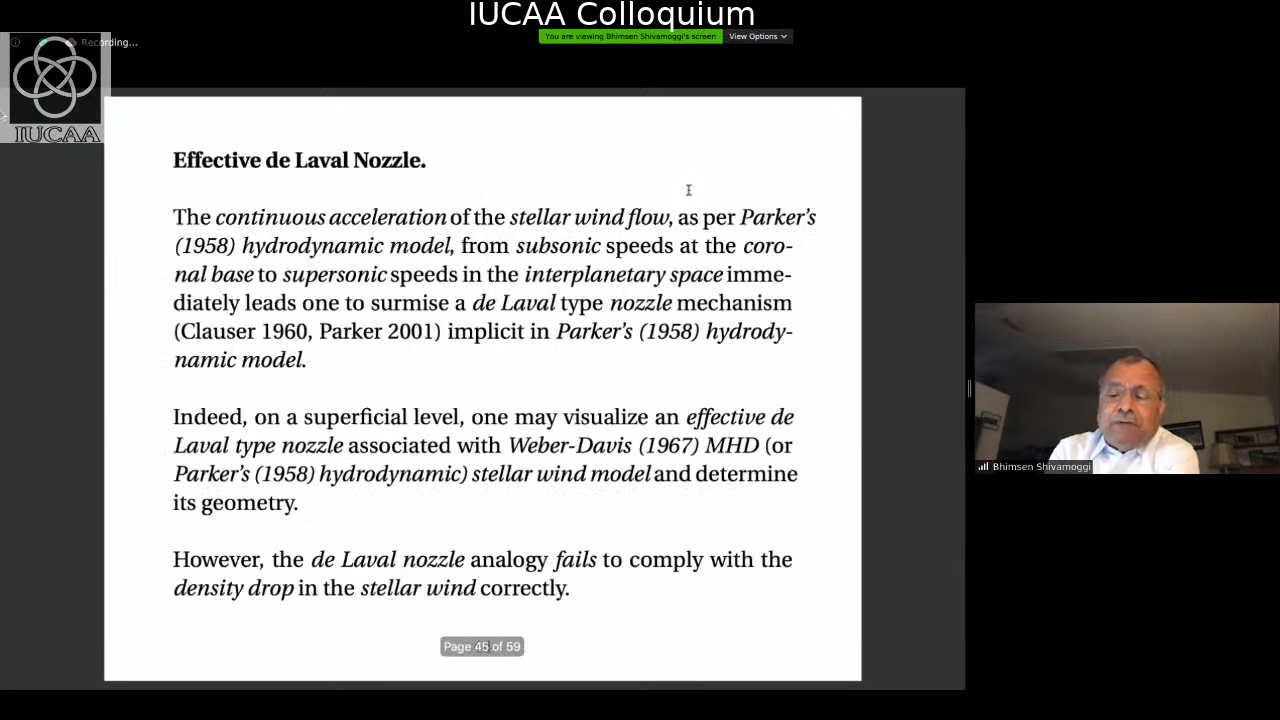 IUCAA Colloquium
Recording...
You are viewing Bhimsen Shivamoggi's screen
View Options
IUCAA
Effective de Laval Nozzle.
The continuous acceleration of the stellar wind flow, as per Parker's
(1958) hydrodynamic model, from subsonic speeds at the coro-
nal base to supersonic speeds in the interplanetary space imme-
diately leads one to surmise a de Laval type nozzle mechanism
(Clauser 1960, Parker 2001) implicit in Parker's (1958) hydrody-
namic model.
Indeed, on a superficial level, one may visualize an effective de
Laval type nozzle associated with Weber-Davis (1967) MHD (or
Parker's (1958) hydrodynamic) stellar wind model and determine
its geometry.
However, the de Laval nozzle analogy fails to comply with the
density drop in the stellar wind correctly.
Page 45 of 59
Bhimsen Shivamoggi